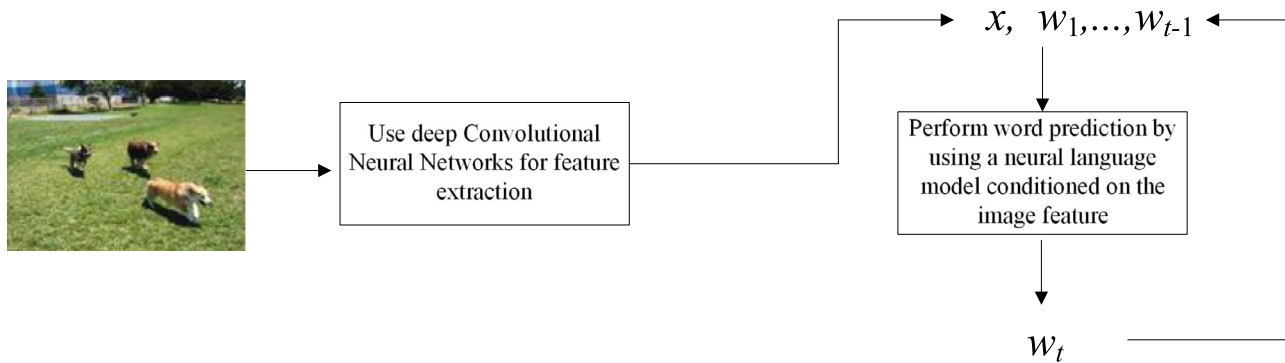 x, w₁,...,wₜ₋₁
Use deep Convolutional
Neural Networks for feature
extraction
Perform word prediction by
using a neural language
model conditioned on the
image feature
wₜ